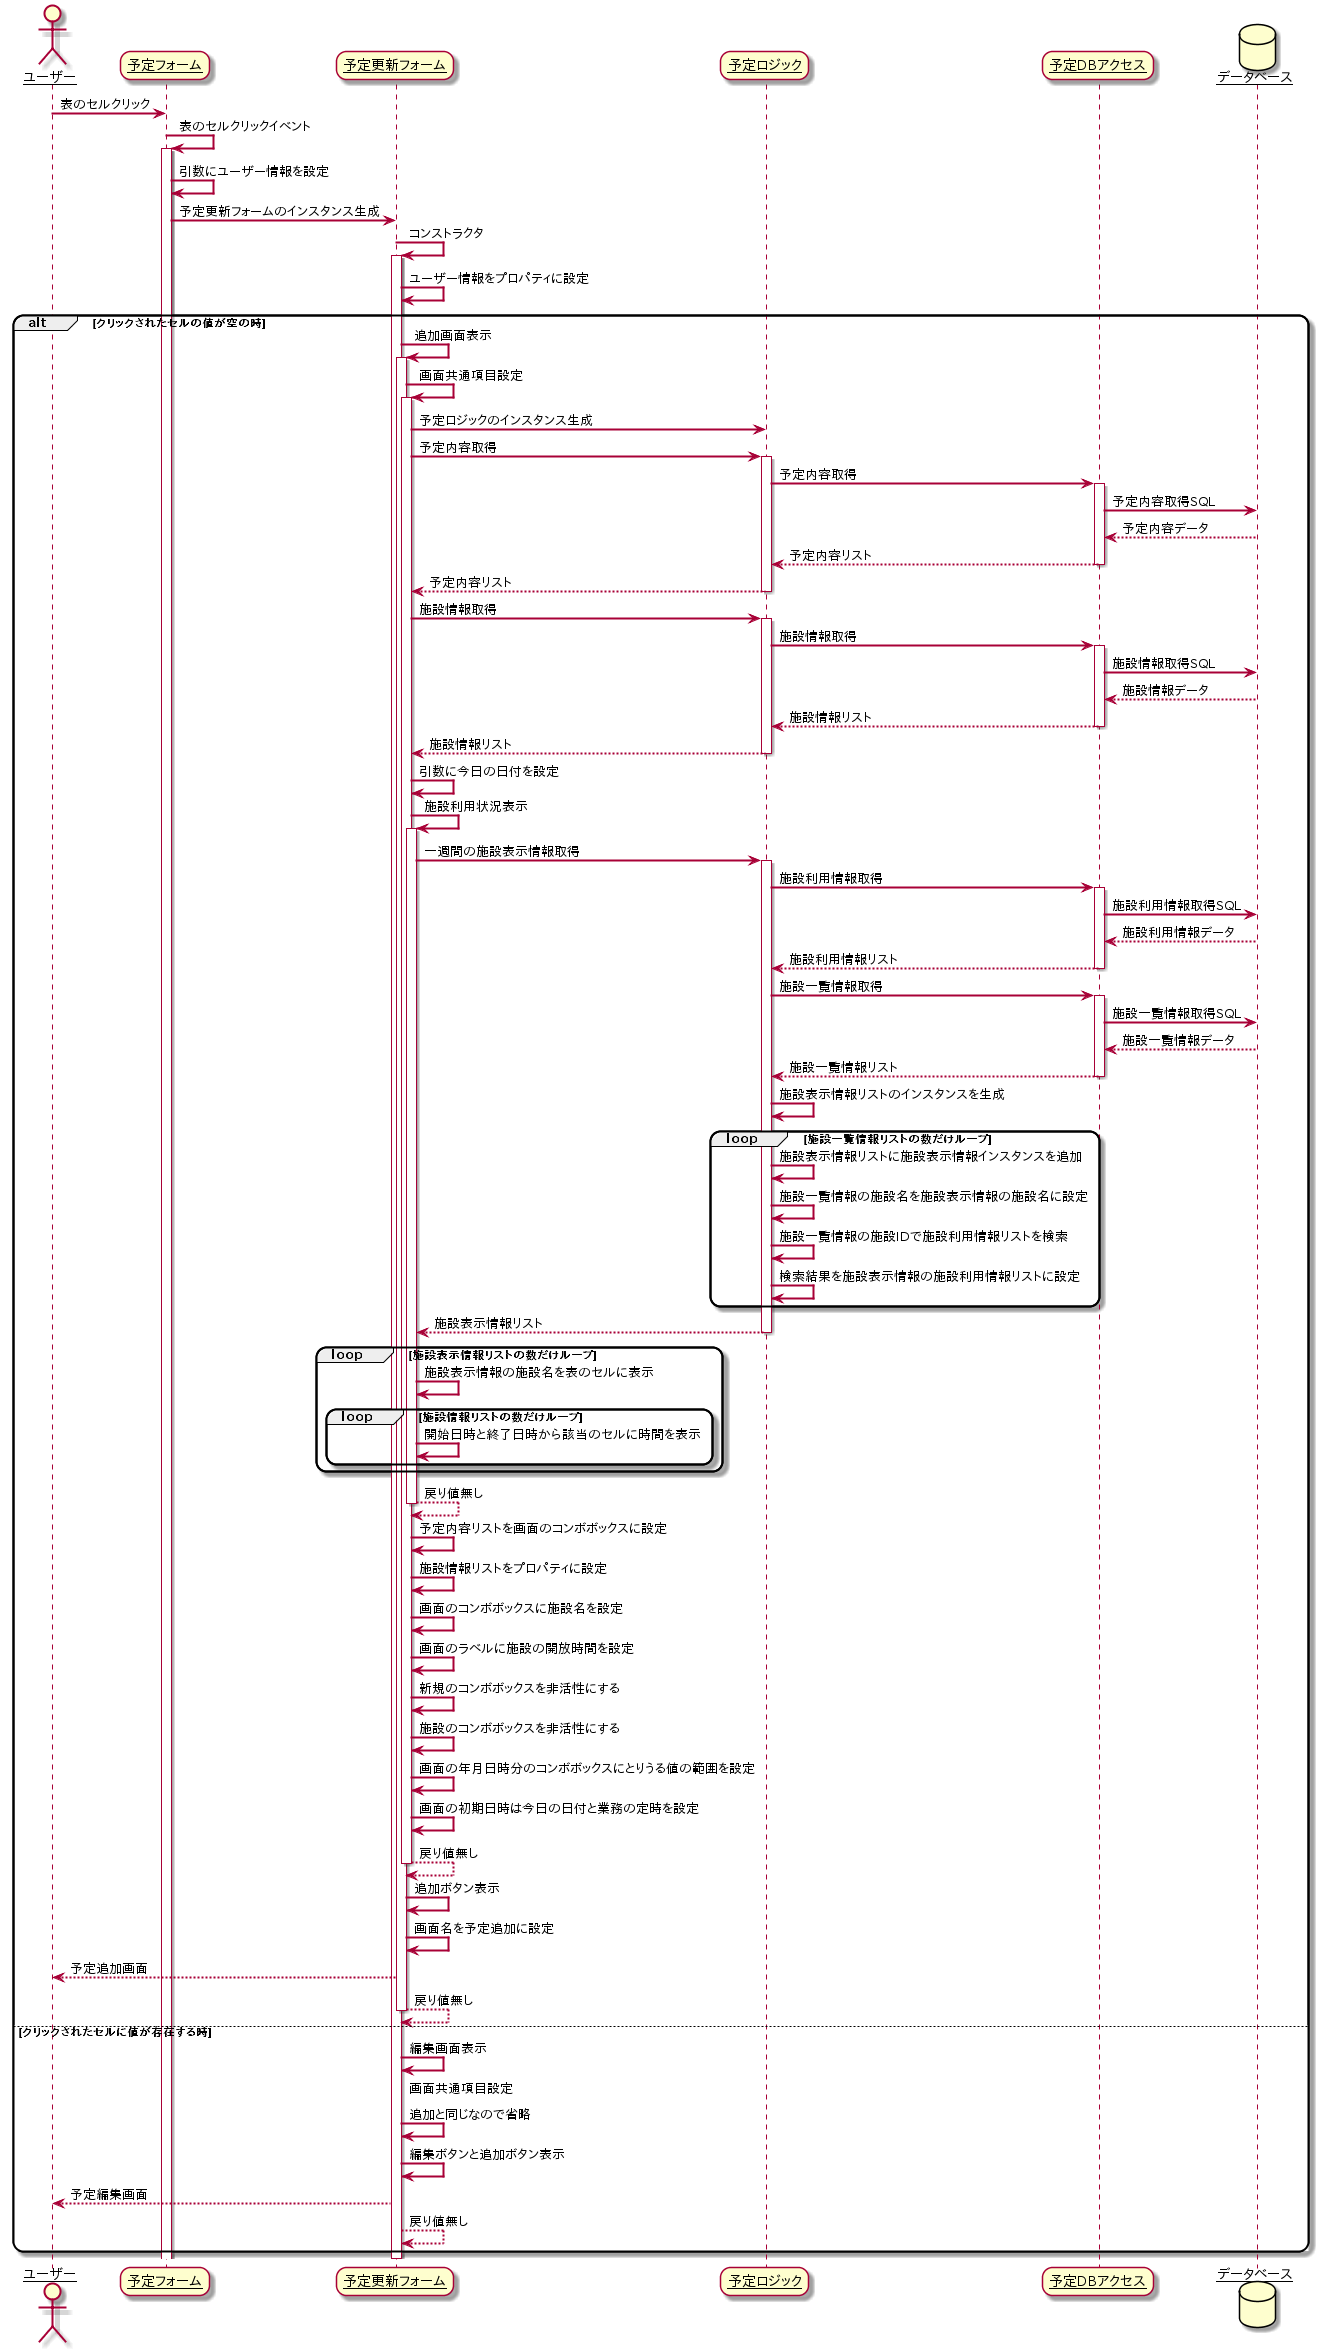 ユーザー
予定フォーム
予定更新フォーム
予定ロジック
予定DBアクセス
データベース
表のセルクリック
表のセルクリックイベント
引数にユーザー情報を設定
予定更新フォームのインスタンス生成
コンストラクタ
ユーザー情報をプロパティに設定
alt
[クリックされたセルの値が空の時]
追加画面表示
画面共通項目設定
予定ロジックのインスタンス生成
予定内容取得
予定内容取得
予定内容取得SQL
予定内容データ
予定内容リスト
予定内容リスト
施設情報取得
施設情報取得
施設情報取得SQL
施設情報データ
施設情報リスト
施設情報リスト
引数に今日の日付を設定
施設利用状況表示
一週間の施設表示情報取得
施設利用情報取得
施設利用情報取得SQL
施設利用情報データ
施設利用情報リスト
施設一覧情報取得
施設一覧情報取得SQL
施設一覧情報データ
施設一覧情報リスト
施設表示情報リストのインスタンスを生成
loop
[施設一覧情報リストの数だけループ]
施設表示情報リストに施設表示情報インスタンスを追加
施設一覧情報の施設名を施設表示情報の施設名に設定
施設一覧情報の施設IDで施設利用情報リストを検索
検索結果を施設表示情報の施設利用情報リストに設定
施設表示情報リスト
loop
[施設表示情報リストの数だけループ]
施設表示情報の施設名を表のセルに表示
loop
[施設情報リストの数だけループ]
開始日時と終了日時から該当のセルに時間を表示
戻り値無し
予定内容リストを画面のコンボボックスに設定
施設情報リストをプロパティに設定
画面のコンボボックスに施設名を設定
画面のラベルに施設の開放時間を設定
新規のコンボボックスを非活性にする
施設のコンボボックスを非活性にする
画面の年月日時分のコンボボックスにとりうる値の範囲を設定
画面の初期日時は今日の日付と業務の定時を設定
戻り値無し
追加ボタン表示
画面名を予定追加に設定
予定追加画面
戻り値無し
[クリックされたセルに値が存在する時]
編集画面表示
画面共通項目設定
追加と同じなので省略
編集ボタンと追加ボタン表示
予定編集画面
戻り値無し
ユーザー
予定フォーム
予定更新フォーム
予定ロジック
予定DBアクセス
データベース